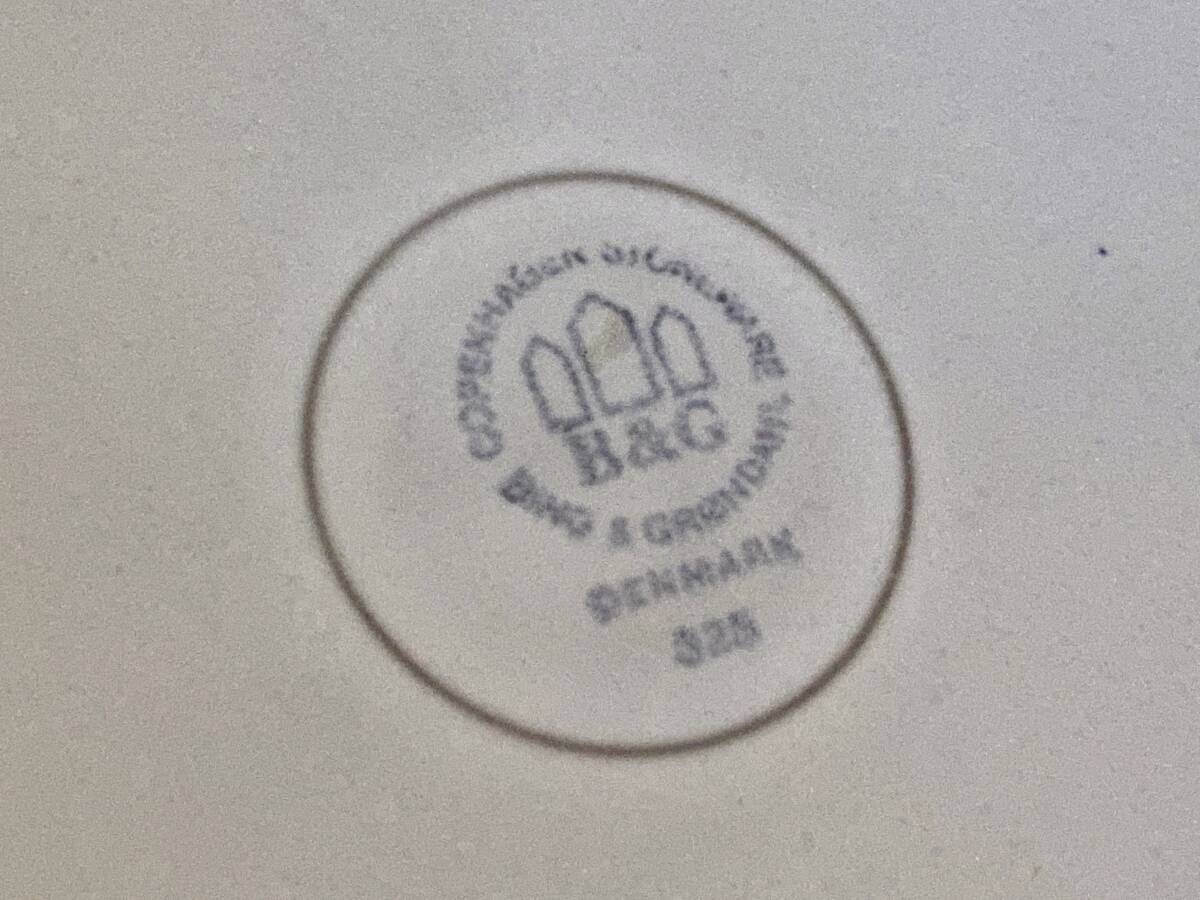 COPENHAGEN STONEWARE
B&G
BING & GRØNDAHL
DENMARK
325